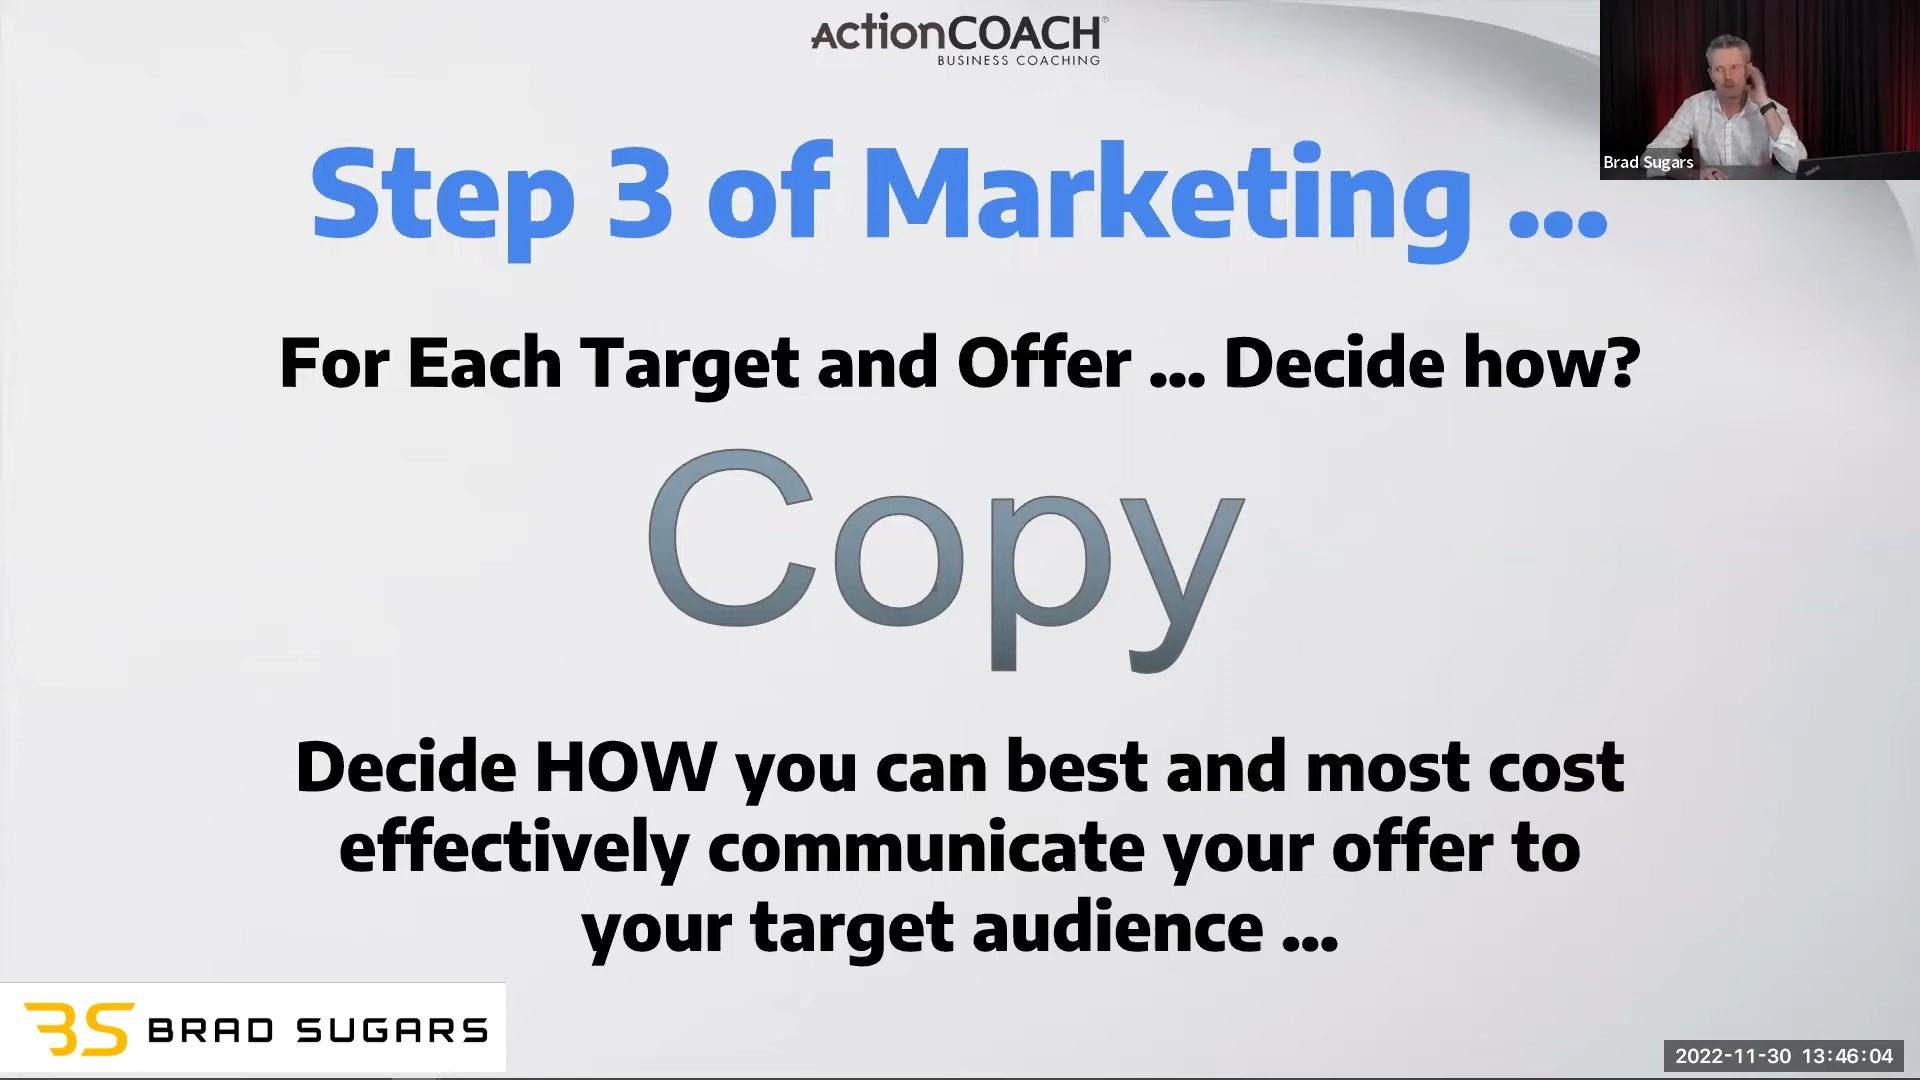 ActionCOACH®
BUSINESS COACHING
Brad Sugars
Step 3 of Marketing ...
For Each Target and Offer ... Decide how?
Copy
Decide HOW you can best and most cost
effectively communicate your offer to
your target audience ...
BS BRAD SUGARS
2022-11-30 13:46:04